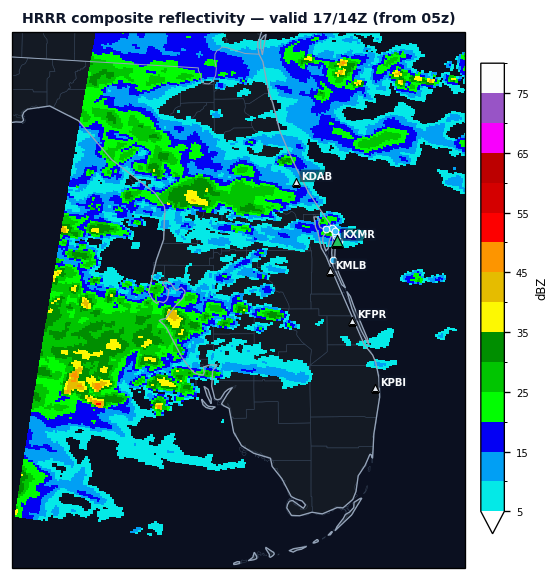 HRRR composite reflectivity — valid 17/14Z (from 05z)
KDAB
KXMR
KMLB
KFPR
KPBI
75
65
55
45
35
25
15
5
dBZ